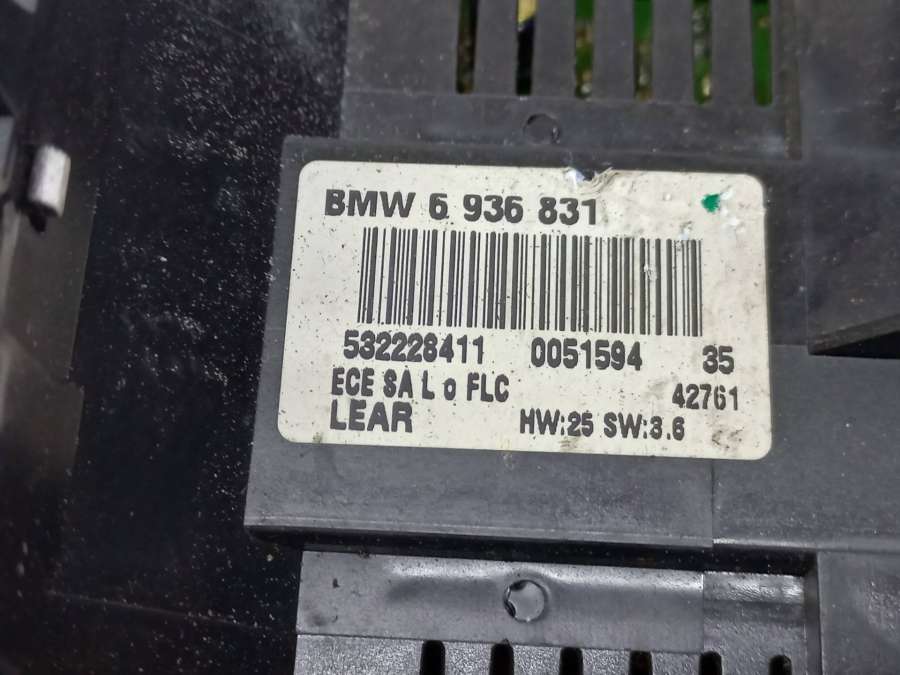 BMW 6 936 831
532228411 0051594 35
ECE SA L o FLC 42761
LEAR HW:25 SW:3.6